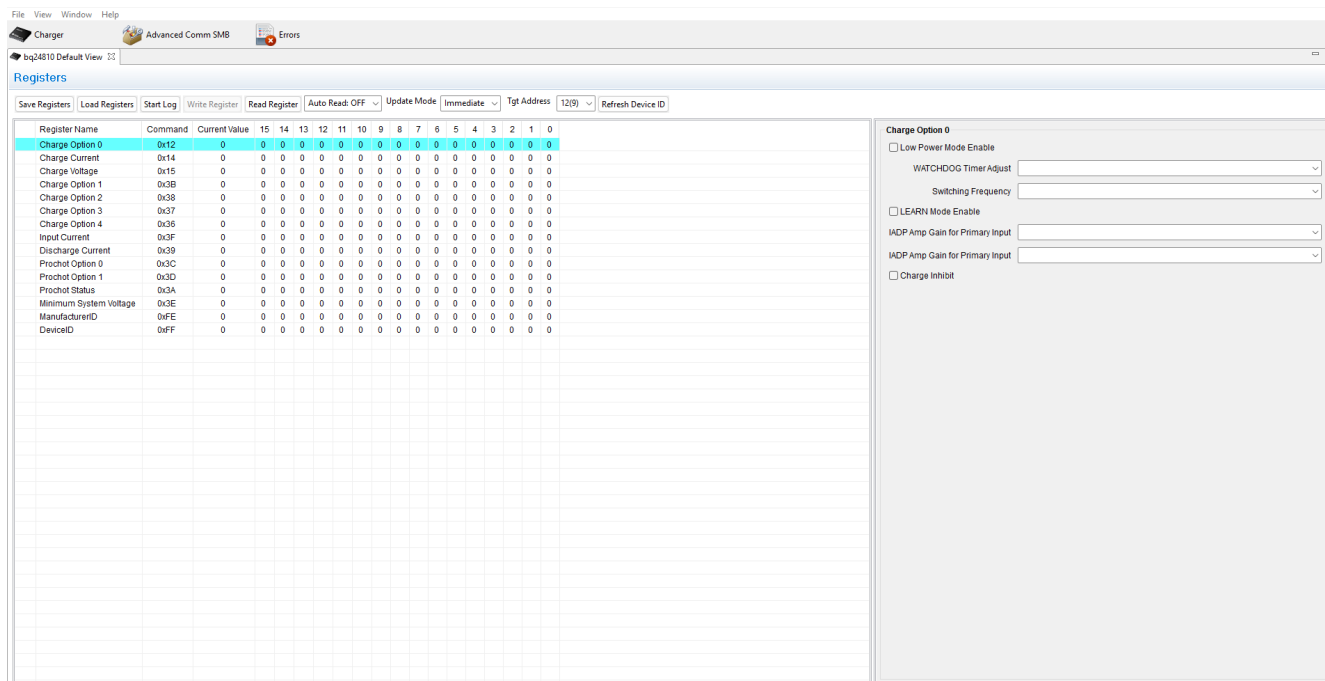 File View Window Help
Charger Advanced Comm SMB Errors
bq24810 Default View
Registers
Save Registers Load Registers Start Log Write Register Read Register Auto Read: OFF Update Mode Immediate Tgt Address 12(9) Refresh Device ID
Register Name Command Current Value 15 14 13 12 11 10 9 8 7 6 5 4 3 2 1 0
Charge Option 0 0x12 0 0 0 0 0 0 0 0 0 0 0 0 0 0 0 0 0
Charge Current 0x14 0 0 0 0 0 0 0 0 0 0 0 0 0 0 0 0 0
Charge Voltage 0x15 0 0 0 0 0 0 0 0 0 0 0 0 0 0 0 0 0
Charge Option 1 0x3B 0 0 0 0 0 0 0 0 0 0 0 0 0 0 0 0 0
Charge Option 2 0x38 0 0 0 0 0 0 0 0 0 0 0 0 0 0 0 0 0
Charge Option 3 0x37 0 0 0 0 0 0 0 0 0 0 0 0 0 0 0 0 0
Charge Option 4 0x36 0 0 0 0 0 0 0 0 0 0 0 0 0 0 0 0 0
Input Current 0x3F 0 0 0 0 0 0 0 0 0 0 0 0 0 0 0 0 0
Discharge Current 0x39 0 0 0 0 0 0 0 0 0 0 0 0 0 0 0 0 0
Prochot Option 0 0x3C 0 0 0 0 0 0 0 0 0 0 0 0 0 0 0 0 0
Prochot Option 1 0x3D 0 0 0 0 0 0 0 0 0 0 0 0 0 0 0 0 0
Prochot Status 0x3A 0 0 0 0 0 0 0 0 0 0 0 0 0 0 0 0 0
Minimum System Voltage 0x3E 0 0 0 0 0 0 0 0 0 0 0 0 0 0 0 0 0
ManufacturerID 0xFE 0 0 0 0 0 0 0 0 0 0 0 0 0 0 0 0 0
DeviceID 0xFF 0 0 0 0 0 0 0 0 0 0 0 0 0 0 0 0 0
Charge Option 0
Low Power Mode Enable
WATCHDOG Timer Adjust
Switching Frequency
LEARN Mode Enable
IADP Amp Gain for Primary Input
IADP Amp Gain for Primary Input
Charge Inhibit